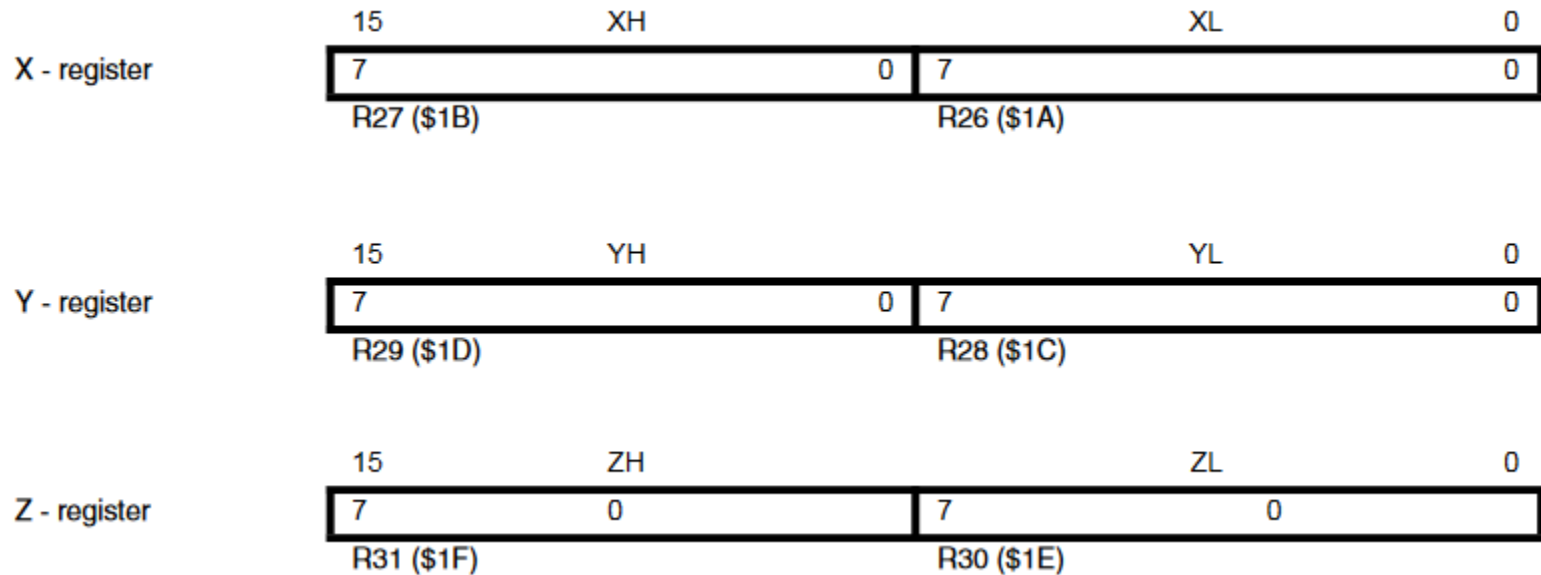 15 XH XL 0
X - register 7 0 7 0
R27 ($1B) R26 ($1A)
15 YH YL 0
Y - register 7 0 7 0
R29 ($1D) R28 ($1C)
15 ZH ZL 0
Z - register 7 0 7 0
R31 ($1F) R30 ($1E)